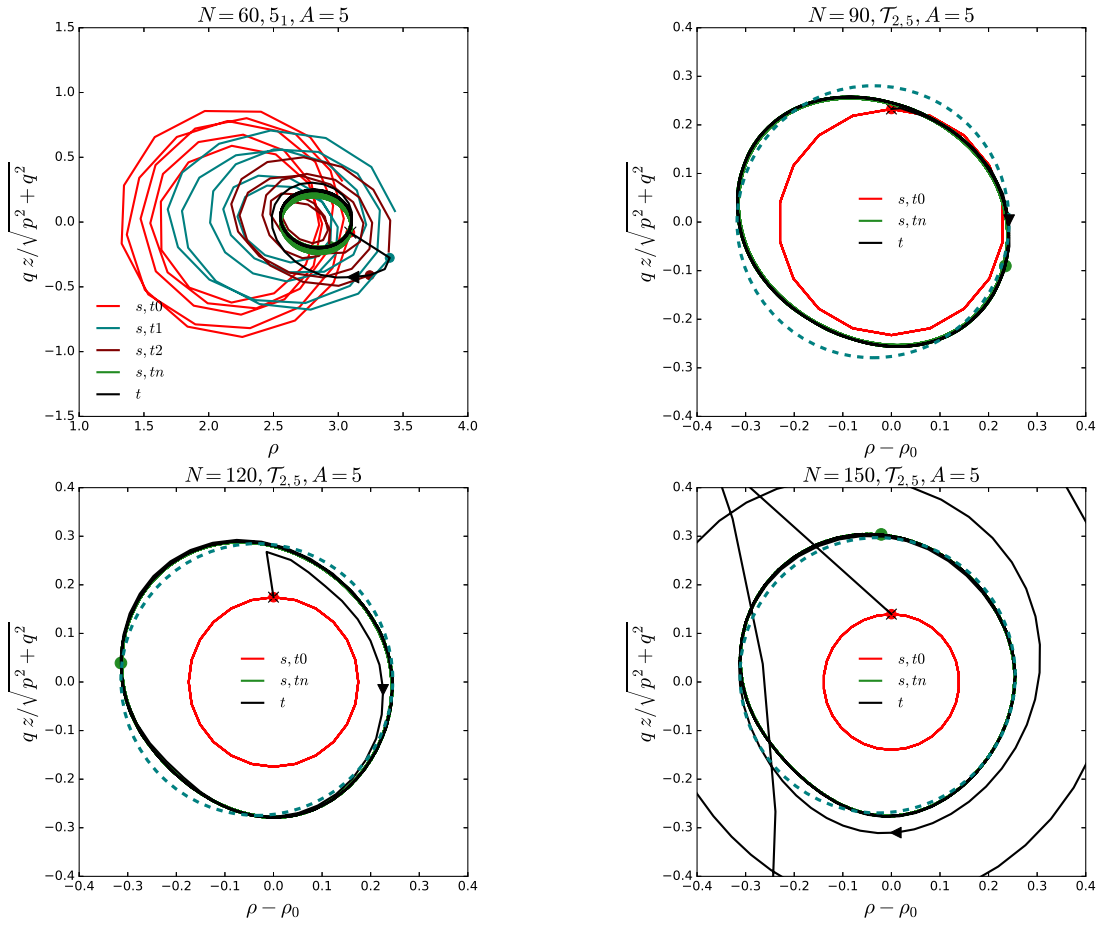 N = 60, 5₁, A = 5
1.5
1.0
0.5
0.0
−0.5
−1.0
−1.5
q z/√p² + q²
s, t0
s, t1
s, t2
s, tn
t
1.0 1.5 2.0 2.5 3.0 3.5 4.0
ρ
N = 90, 𝒯₂,₅, A = 5
0.4
0.3
0.2
0.1
0.0
−0.1
−0.2
−0.3
−0.4
q z/√p² + q²
s, t0
s, tn
t
−0.4 −0.3 −0.2 −0.1 0.0 0.1 0.2 0.3 0.4
ρ − ρ₀
N = 120, 𝒯₂,₅, A = 5
0.4
0.3
0.2
0.1
0.0
−0.1
−0.2
−0.3
−0.4
q z/√p² + q²
s, t0
s, tn
t
−0.4 −0.3 −0.2 −0.1 0.0 0.1 0.2 0.3 0.4
ρ − ρ₀
N = 150, 𝒯₂,₅, A = 5
0.4
0.3
0.2
0.1
0.0
−0.1
−0.2
−0.3
−0.4
q z/√p² + q²
s, t0
s, tn
t
−0.4 −0.3 −0.2 −0.1 0.0 0.1 0.2 0.3 0.4
ρ − ρ₀